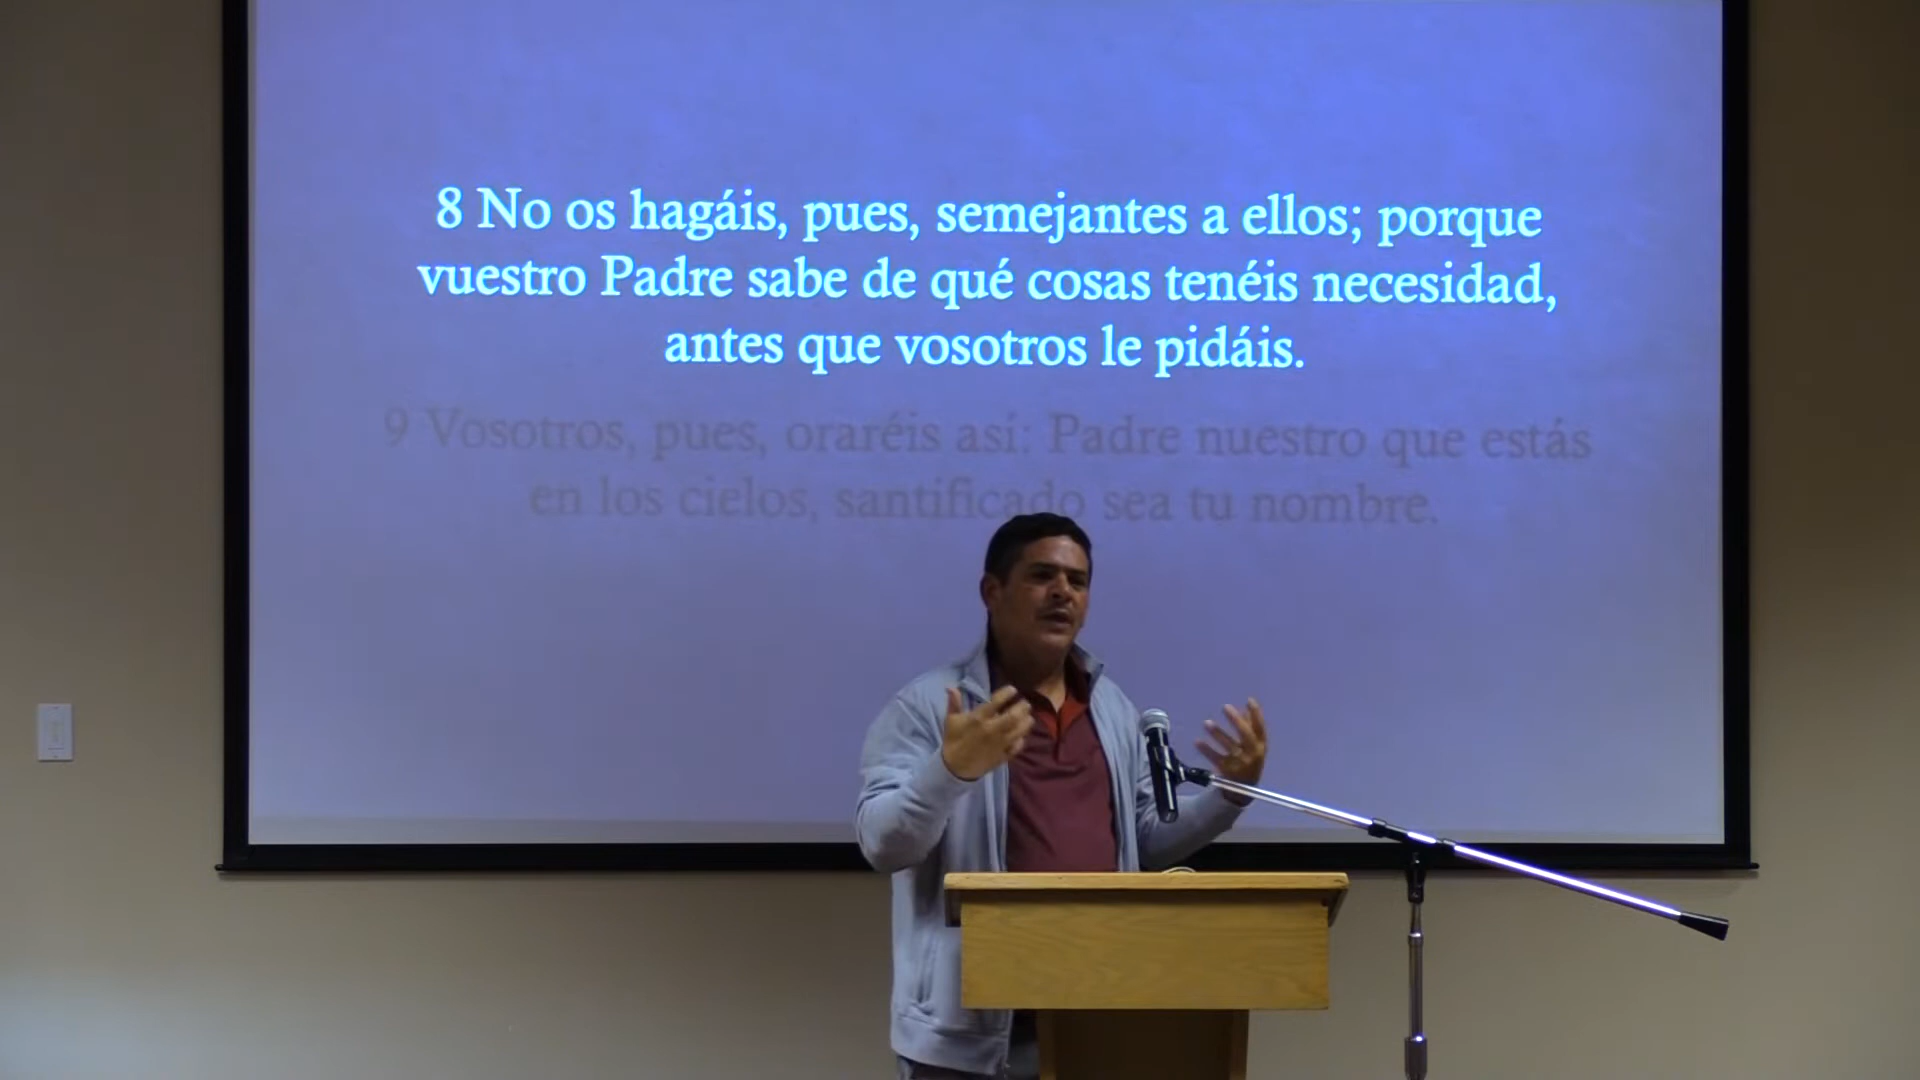 8 No os hagáis, pues, semejantes a ellos; porque
vuestro Padre sabe de qué cosas tenéis necesidad,
antes que vosotros le pidáis.
9 Vosotros, pues, oraréis así: Padre nuestro que estás
en los cielos, santificado sea tu nombre.